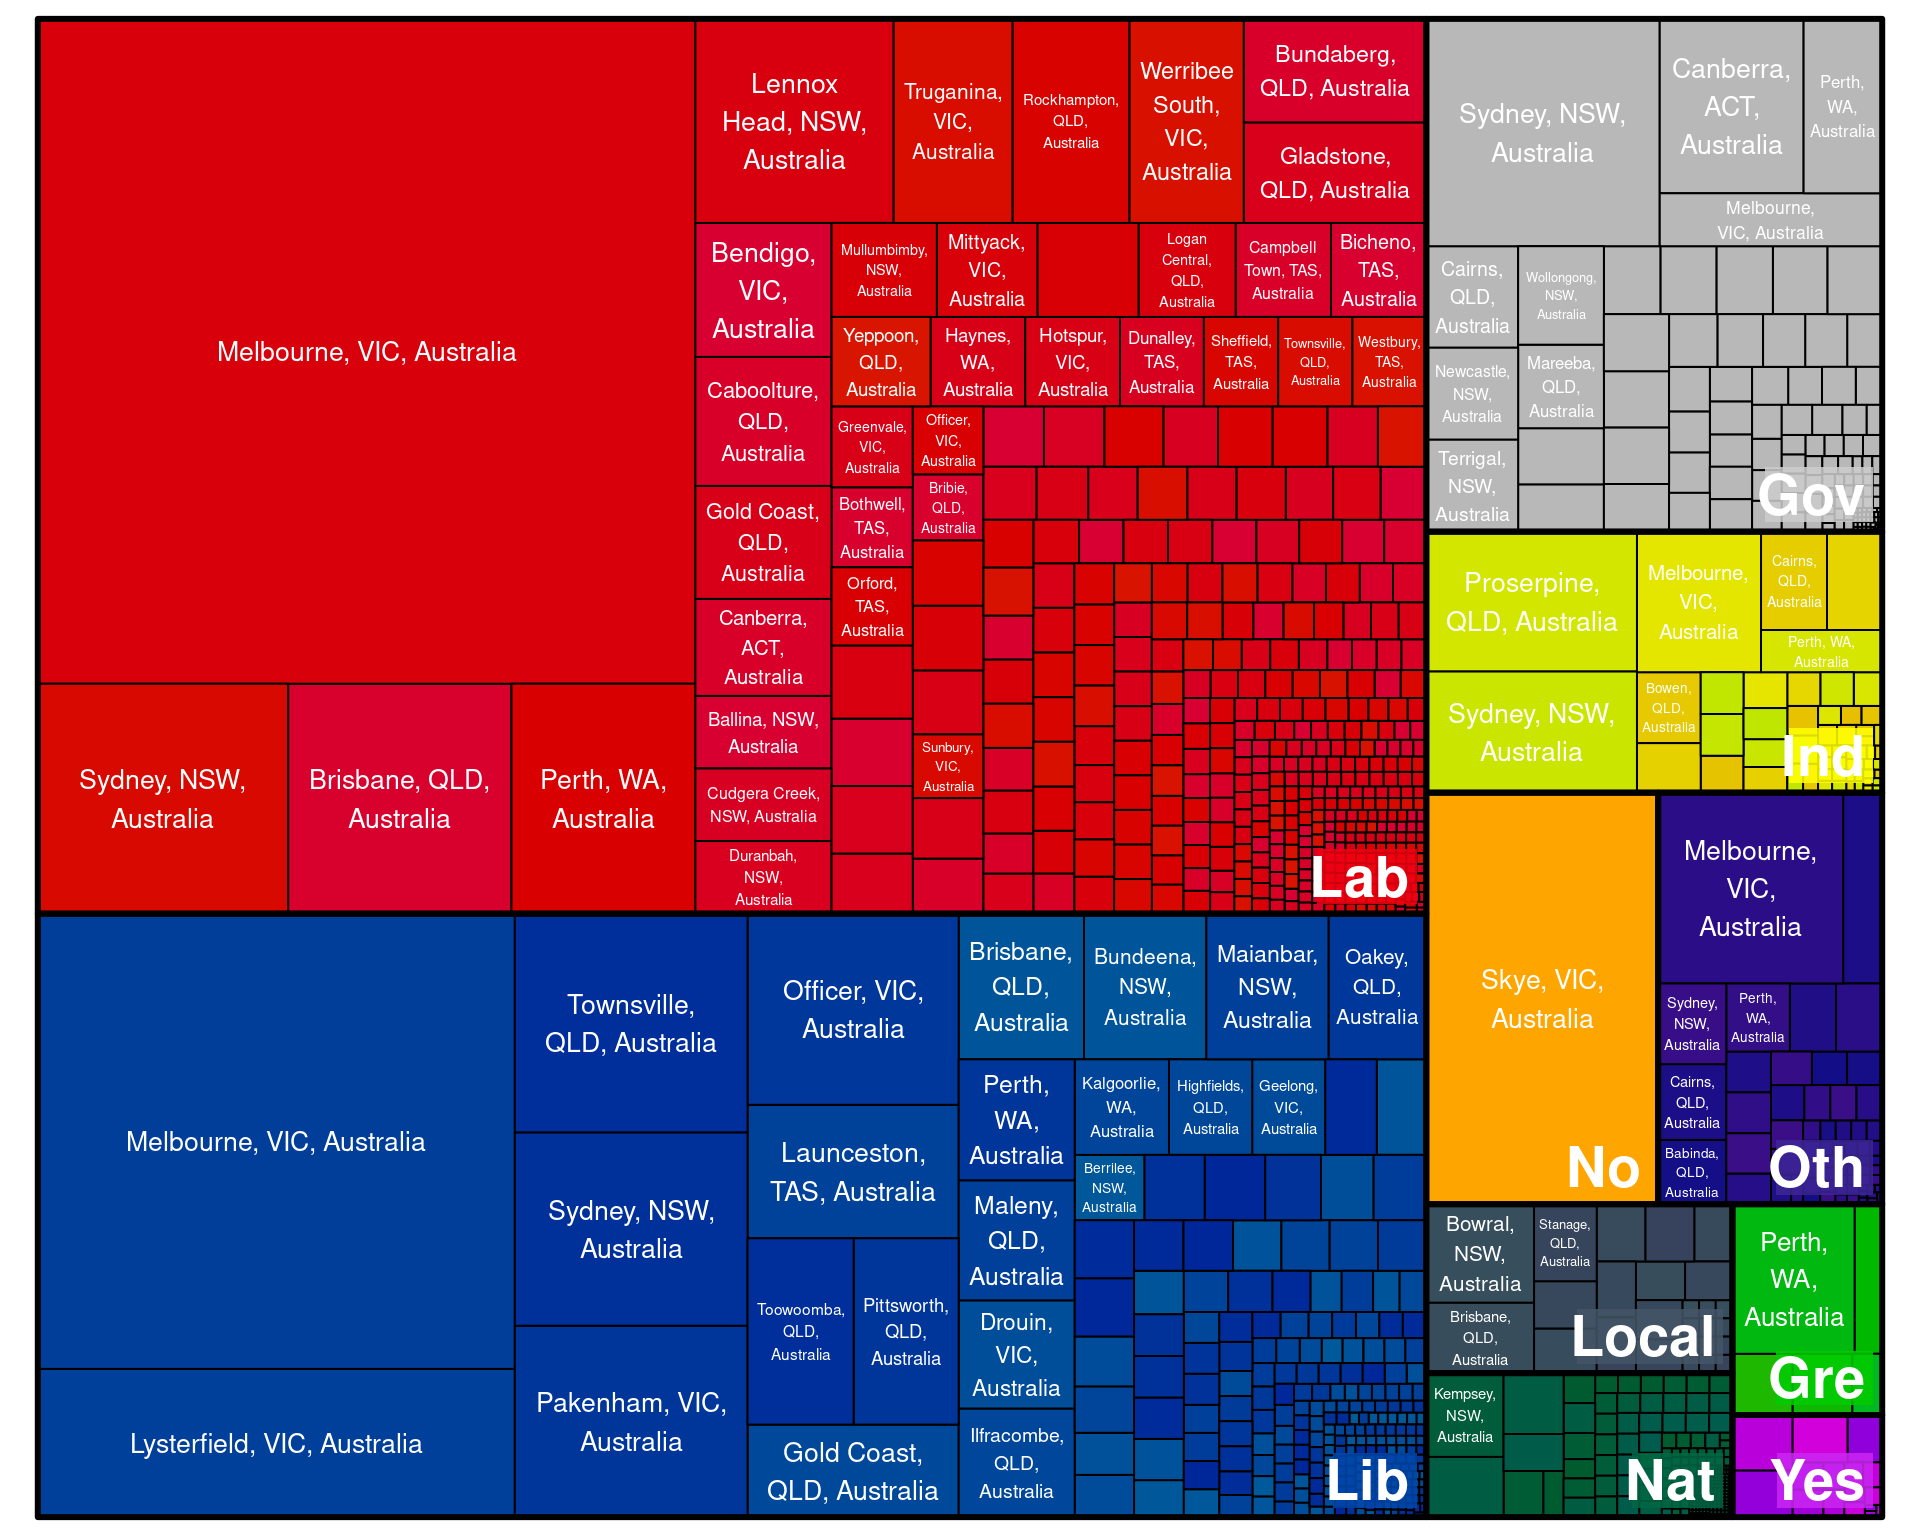 Melbourne, VIC, Australia
Sydney, NSW,
Australia
Brisbane, QLD,
Australia
Perth, WA,
Australia
Lennox
Head, NSW,
Australia
Truganina,
VIC,
Australia
Rockhampton,
QLD,
Australia
Werribee
South,
VIC,
Australia
Bundaberg,
QLD, Australia
Gladstone,
QLD, Australia
Bendigo,
VIC,
Australia
Caboolture,
QLD,
Australia
Gold Coast,
QLD,
Australia
Canberra,
ACT,
Australia
Ballina, NSW,
Australia
Cudgera Creek,
NSW, Australia
Duranbah,
NSW,
Australia
Mullumbimby,
NSW,
Australia
Mittyack,
VIC,
Australia
Logan
Central,
QLD,
Australia
Campbell
Town, TAS,
Australia
Bicheno,
TAS,
Australia
Yeppoon,
QLD,
Australia
Haynes,
WA,
Australia
Hotspur,
VIC,
Australia
Dunalley,
TAS,
Australia
Sheffield,
TAS,
Australia
Townsville,
QLD,
Australia
Westbury,
TAS,
Australia
Greenvale,
VIC,
Australia
Bothwell,
TAS,
Australia
Orford,
TAS,
Australia
Officer,
VIC,
Australia
Bribie,
QLD,
Australia
Sunbury,
VIC,
Australia
Lab
Melbourne, VIC, Australia
Lysterfield, VIC, Australia
Townsville,
QLD, Australia
Sydney, NSW,
Australia
Pakenham, VIC,
Australia
Officer, VIC,
Australia
Launceston,
TAS, Australia
Toowoomba,
QLD,
Australia
Pittsworth,
QLD,
Australia
Gold Coast,
QLD, Australia
Brisbane,
QLD,
Australia
Bundeena,
NSW,
Australia
Maianbar,
NSW,
Australia
Oakey,
QLD,
Australia
Perth,
WA,
Australia
Maleny,
QLD,
Australia
Drouin,
VIC,
Australia
Ilfracombe,
QLD,
Australia
Kalgoorlie,
WA,
Australia
Highfields,
QLD,
Australia
Geelong,
VIC,
Australia
Berrilee,
NSW,
Australia
Lib
Sydney, NSW,
Australia
Canberra,
ACT,
Australia
Perth,
WA,
Australia
Melbourne,
VIC, Australia
Cairns,
QLD,
Australia
Newcastle,
NSW,
Australia
Terrigal,
NSW,
Australia
Wollongong,
NSW,
Australia
Mareeba,
QLD,
Australia
Gov
Proserpine,
QLD, Australia
Sydney, NSW,
Australia
Melbourne,
VIC,
Australia
Cairns,
QLD,
Australia
Perth, WA,
Australia
Bowen,
QLD,
Australia
Ind
Skye, VIC,
Australia
No
Melbourne,
VIC,
Australia
Sydney,
NSW,
Australia
Perth,
WA,
Australia
Cairns,
QLD,
Australia
Babinda,
QLD,
Australia
Oth
Bowral,
NSW,
Australia
Stanage,
QLD,
Australia
Brisbane,
QLD,
Australia
Local
Perth,
WA,
Australia
Gre
Kempsey,
NSW,
Australia
Nat
Yes